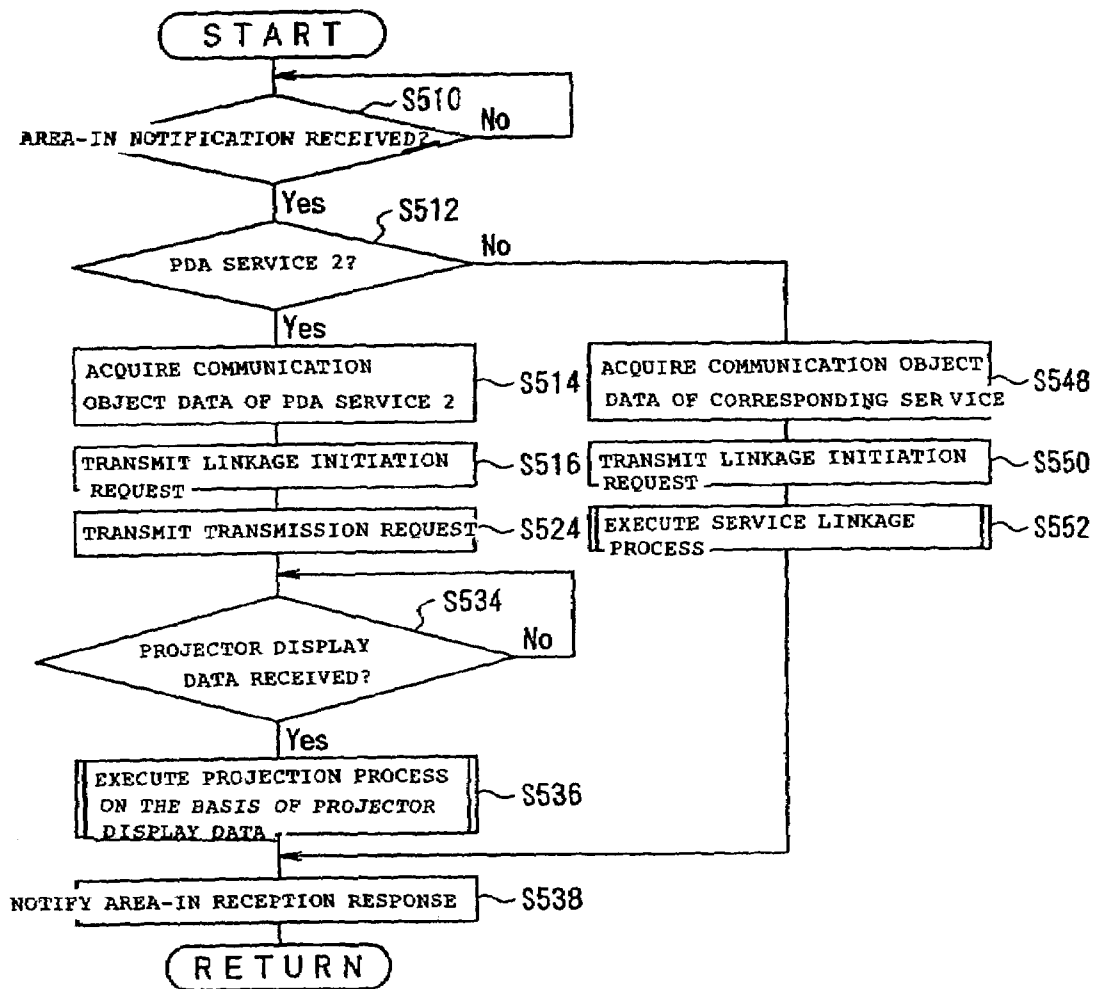 START
S510
AREA-IN NOTIFICATION RECEIVED?
No
Yes
S512
PDA SERVICE 2?
No
Yes
ACQUIRE COMMUNICATION
OBJECT DATA OF PDA SERVICE 2
S514
ACQUIRE COMMUNICATION OBJECT
DATA OF CORRESPONDING SERVICE
S548
TRANSMIT LINKAGE INITIATION
REQUEST
S516
TRANSMIT LINKAGE INITIATION
REQUEST
S550
TRANSMIT TRANSMISSION REQUEST
S524
EXECUTE SERVICE LINKAGE
PROCESS
S552
S534
PROJECTOR DISPLAY
DATA RECEIVED?
No
Yes
EXECUTE PROJECTION PROCESS
ON THE BASIS OF PROJECTOR
DISPLAY DATA
S536
NOTIFY AREA-IN RECEPTION RESPONSE
S538
RETURN